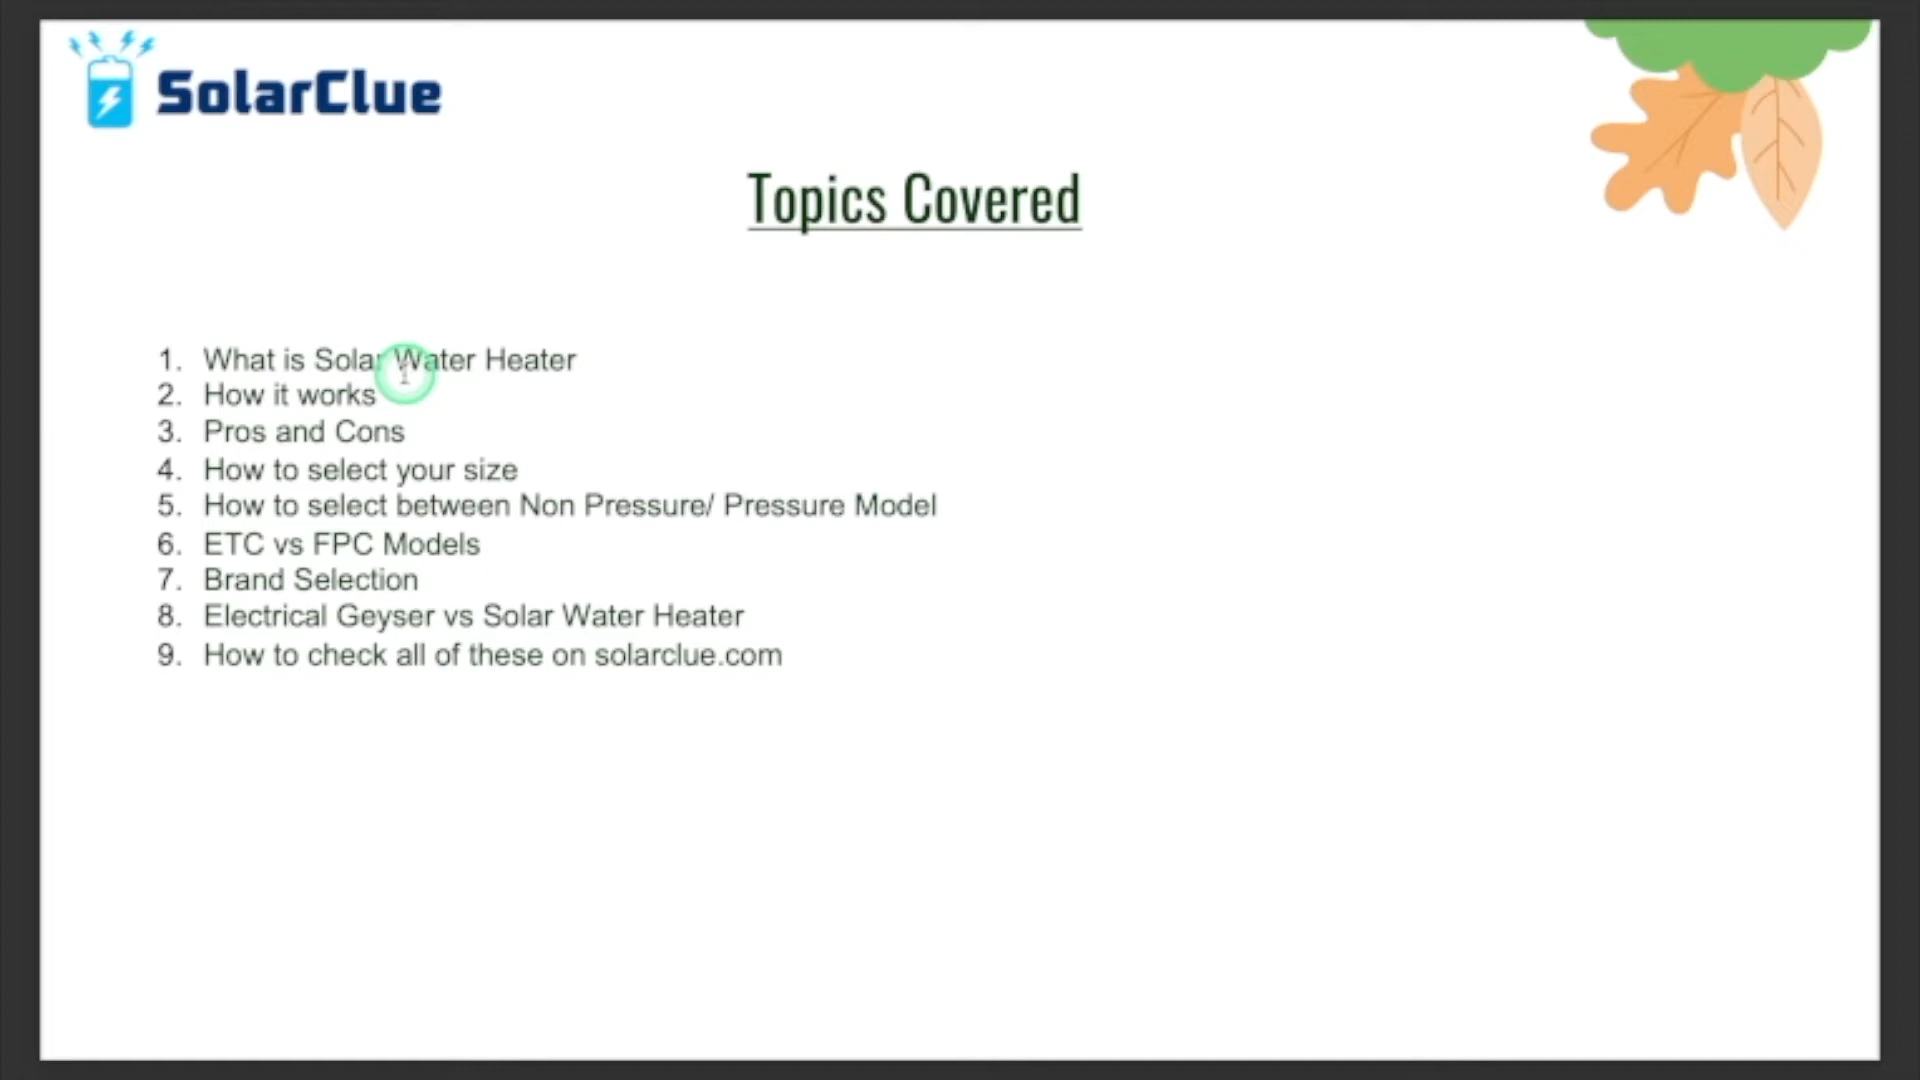 SolarClue
Topics Covered
1. What is Solar Water Heater
2. How it works
3. Pros and Cons
4. How to select your size
5. How to select between Non Pressure/ Pressure Model
6. ETC vs FPC Models
7. Brand Selection
8. Electrical Geyser vs Solar Water Heater
9. How to check all of these on solarclue.com